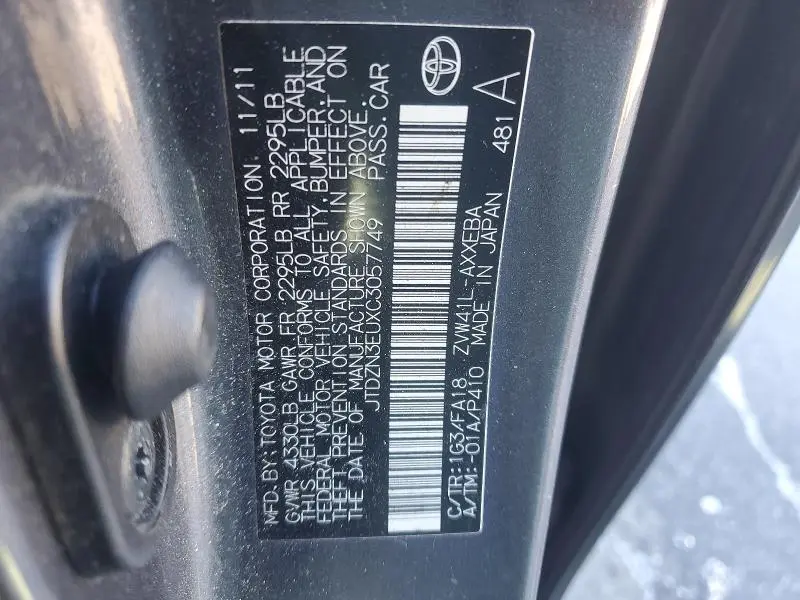 MFD. BY: TOYOTA MOTOR CORPORATION 11/11
GVWR 4330LB GAWR FR 2295LB RR 2295LB
THIS VEHICLE CONFORMS TO ALL APPLICABLE
FEDERAL MOTOR VEHICLE SAFETY, BUMPER, AND
THEFT PREVENTION STANDARDS IN EFFECT ON
THE DATE OF MANUFACTURE SHOWN ABOVE.
JTDZN3EUXC3057749 PASS. CAR
C/TR:1G3/FA18 ZVW41L-AXXEBA
A/TM:-01A/P410 MADE IN JAPAN
481 A